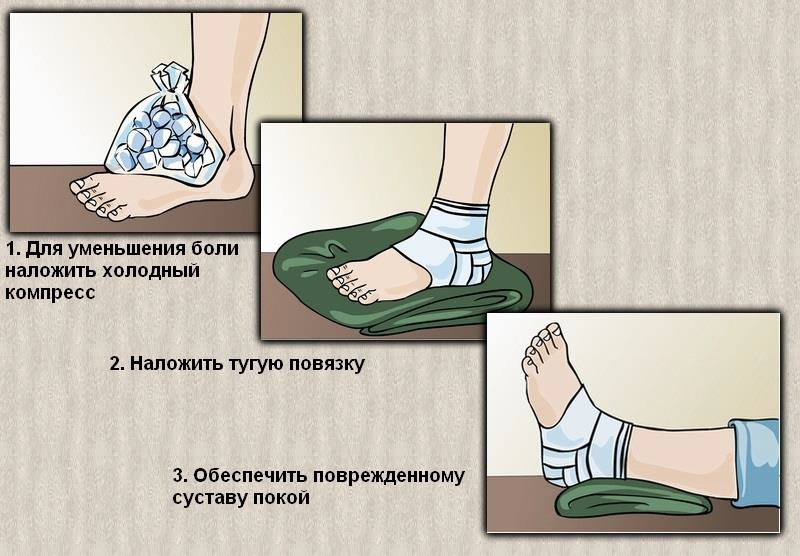 1. Для уменьшения боли
наложить холодный
компресс
2. Наложить тугую повязку
3. Обеспечить поврежденному
суставу покой